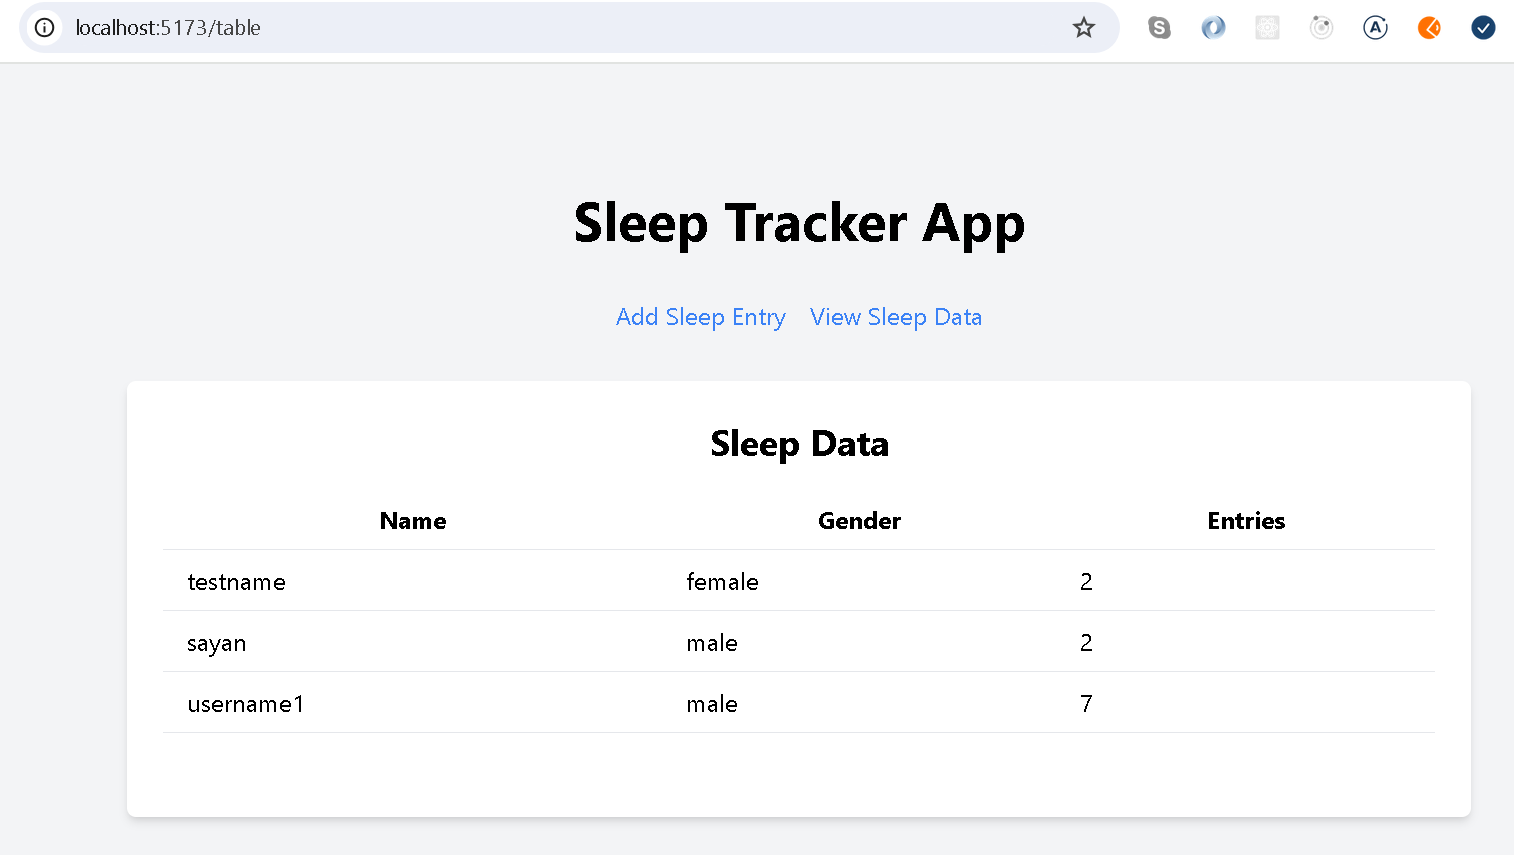 localhost:5173/table
S A
Sleep Tracker App
Add Sleep Entry View Sleep Data
Sleep Data
Name Gender Entries
testname female 2
sayan male 2
username1 male 7